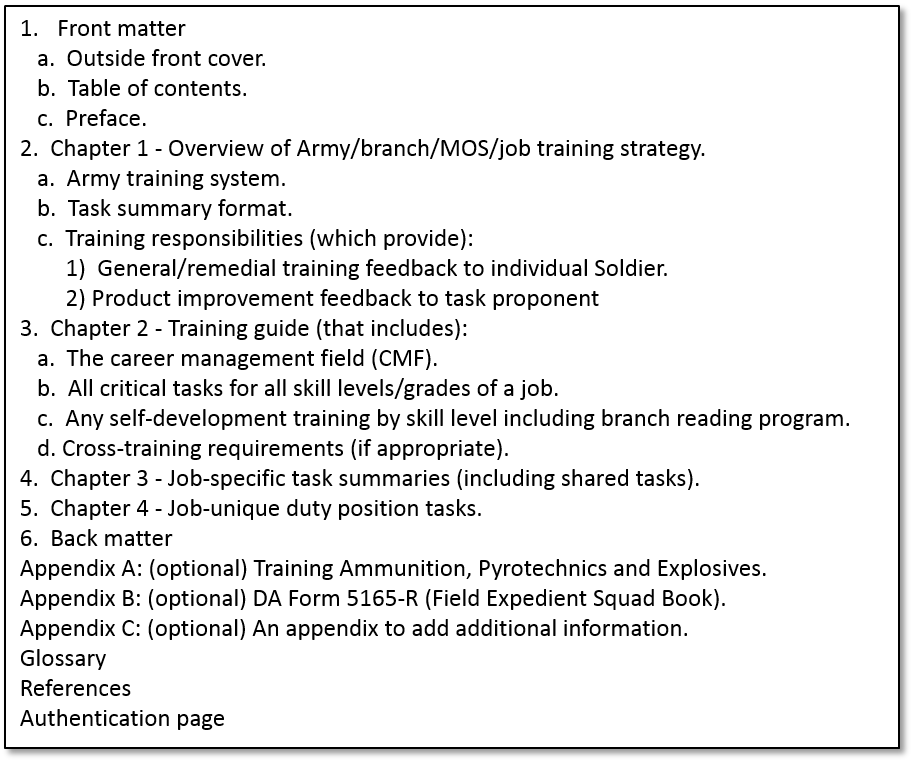 1.  Front matter
a.  Outside front cover.
b.  Table of contents.
c.  Preface.
2.  Chapter 1 - Overview of Army/branch/MOS/job training strategy.
a.  Army training system.
b.  Task summary format.
c.  Training responsibilities (which provide):
1)  General/remedial training feedback to individual Soldier.
2) Product improvement feedback to task proponent
3.  Chapter 2 - Training guide (that includes):
a.  The career management field (CMF).
b.  All critical tasks for all skill levels/grades of a job.
c.  Any self-development training by skill level including branch reading program.
d. Cross-training requirements (if appropriate).
4.  Chapter 3 - Job-specific task summaries (including shared tasks).
5.  Chapter 4 - Job-unique duty position tasks.
6.  Back matter
Appendix A: (optional) Training Ammunition, Pyrotechnics and Explosives.
Appendix B: (optional) DA Form 5165-R (Field Expedient Squad Book).
Appendix C: (optional) An appendix to add additional information.
Glossary
References
Authentication page